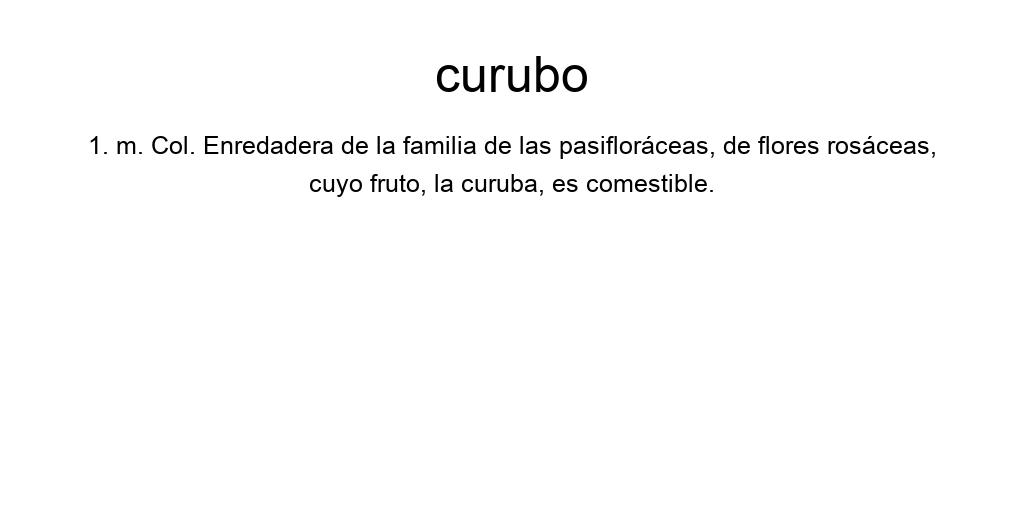 curubo
1. m. Col. Enredadera de la familia de las pasifloráceas, de flores rosáceas,
cuyo fruto, la curuba, es comestible.